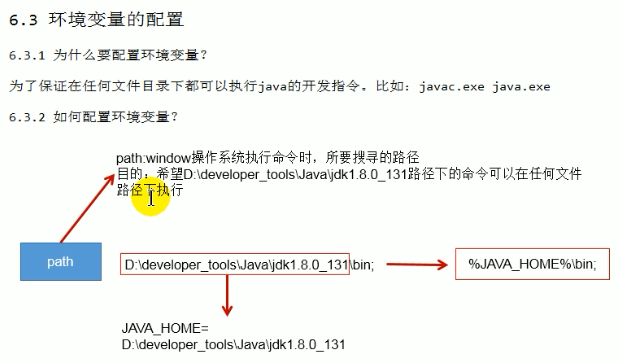 6.3 环境变量的配置
6.3.1 为什么要配置环境变量？
为了保证在任何文件目录下都可以执行java的开发指令。比如：javac.exe java.exe
6.3.2 如何配置环境变量？
path:window操作系统执行命令时，所要搜寻的路径
目的：希望D:\developer_tools\Java\jdk1.8.0_131路径下的命令可以在任何文件
路径下执行
path
D:\developer_tools\Java\jdk1.8.0_131\bin;
%JAVA_HOME%\bin;
JAVA_HOME=
D:\developer_tools\Java\jdk1.8.0_131